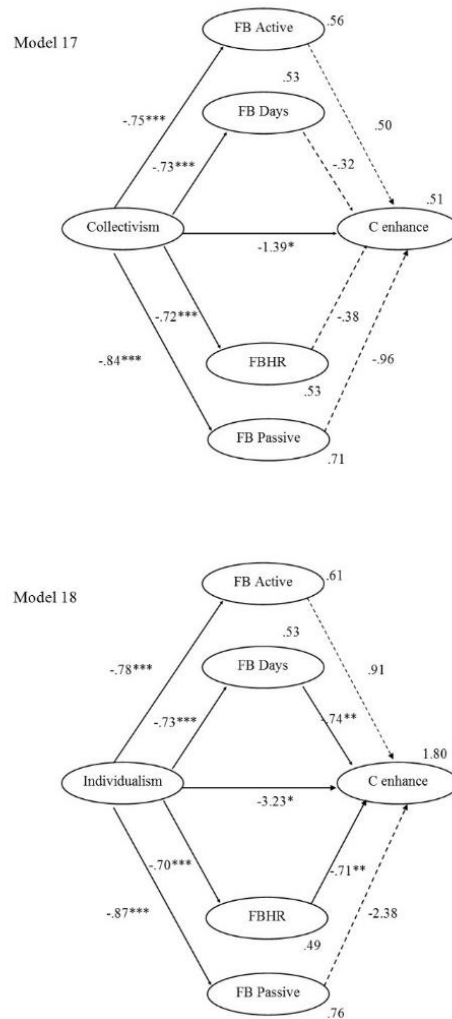 Model 17
FB Active
.56
.53
-.75***
FB Days
.50
-.73***
-.32
.51
Collectivism
C enhance
-1.39*
-.72***
-.38
-.84***
FBHR
.53
-.96
FB Passive
.71
Model 18
FB Active
.61
.53
-.78***
FB Days
.91
-.73***
-.74**
1.80
Individualism
C enhance
-3.23*
-.70***
-.71**
-.87***
FBHR
.49
-2.38
FB Passive
.76